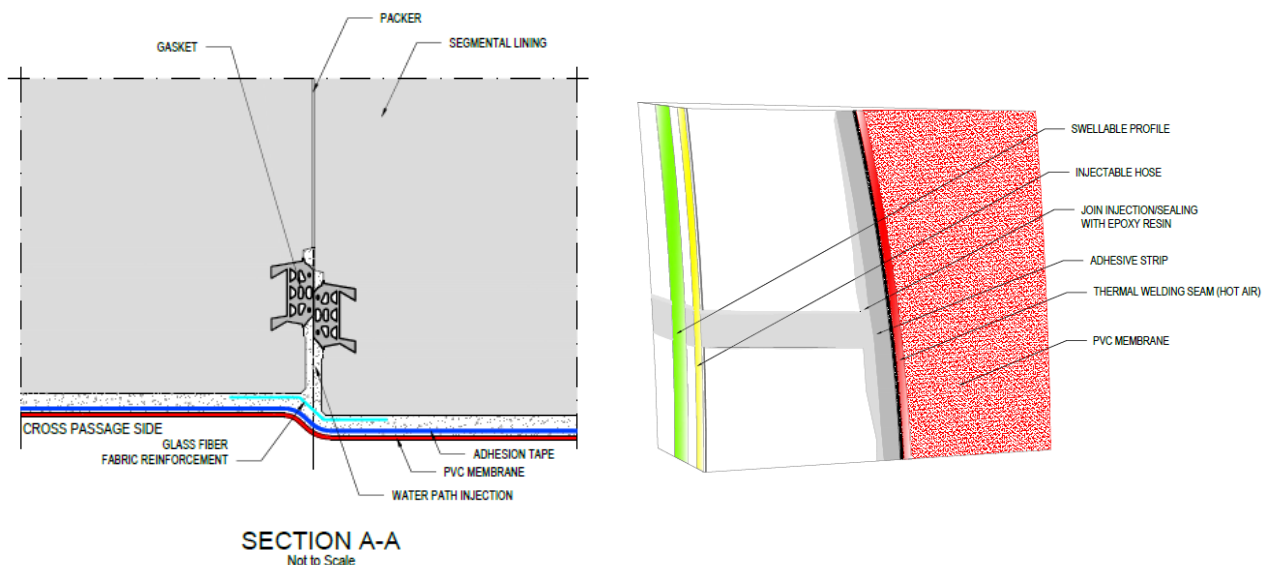 PACKER
GASKET
SEGMENTAL LINING
CROSS PASSAGE SIDE
GLASS FIBER
FABRIC REINFORCEMENT
ADHESION TAPE
PVC MEMBRANE
WATER PATH INJECTION
SECTION A-A
Not to Scale
SWELLABLE PROFILE
INJECTABLE HOSE
JOIN INJECTION/SEALING
WITH EPOXY RESIN
ADHESIVE STRIP
THERMAL WELDING SEAM (HOT AIR)
PVC MEMBRANE